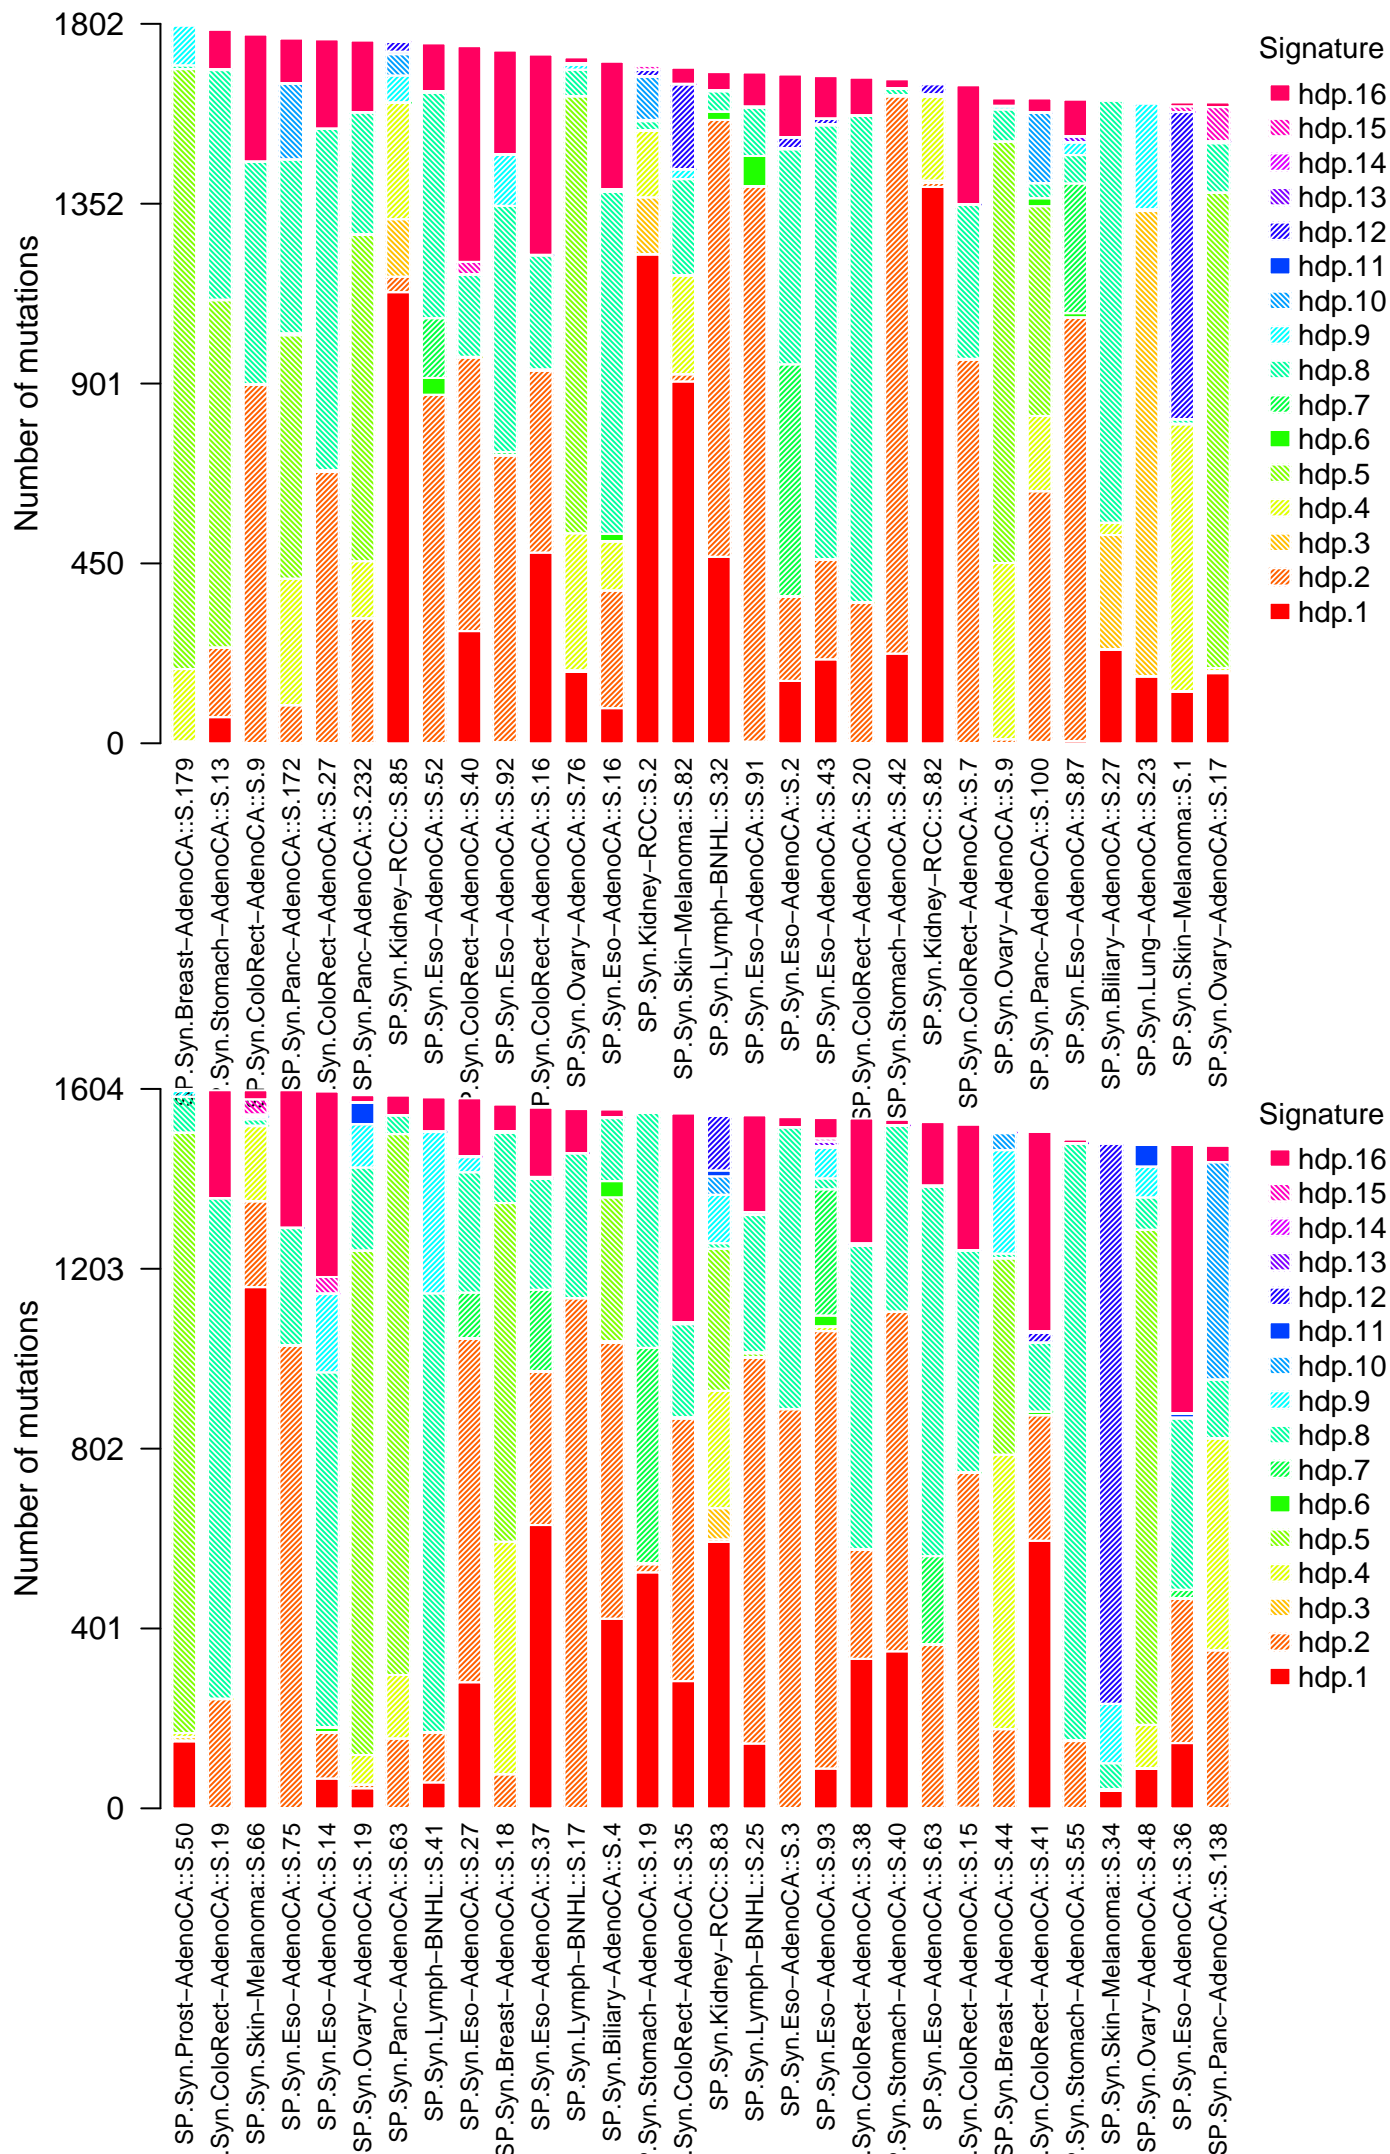 Number of mutations
1802
1352
901
450
0
Signature
hdp.16
hdp.15
hdp.14
hdp.13
hdp.12
hdp.11
hdp.10
hdp.9
hdp.8
hdp.7
hdp.6
hdp.5
hdp.4
hdp.3
hdp.2
hdp.1
P.Syn.Breast−AdenoCA::S.179
.Syn.Stomach−AdenoCA::S.13
P.Syn.ColoRect−AdenoCA::S.9
SP.Syn.Panc−AdenoCA::S.172
.Syn.ColoRect−AdenoCA::S.27
SP.Syn.Panc−AdenoCA::S.232
SP.Syn.Kidney−RCC::S.85
SP.Syn.Eso−AdenoCA::S.52
P.Syn.ColoRect−AdenoCA::S.40
SP.Syn.Eso−AdenoCA::S.92
P.Syn.ColoRect−AdenoCA::S.16
SP.Syn.Ovary−AdenoCA::S.76
SP.Syn.Eso−AdenoCA::S.16
SP.Syn.Kidney−RCC::S.2
SP.Syn.Skin−Melanoma::S.82
SP.Syn.Lymph−BNHL::S.32
SP.Syn.Eso−AdenoCA::S.91
SP.Syn.Eso−AdenoCA::S.2
SP.Syn.Eso−AdenoCA::S.43
SP.Syn.ColoRect−AdenoCA::S.20
SP.Syn.Stomach−AdenoCA::S.42
SP.Syn.Kidney−RCC::S.82
SP.Syn.ColoRect−AdenoCA::S.7
SP.Syn.Ovary−AdenoCA::S.9
SP.Syn.Panc−AdenoCA::S.100
SP.Syn.Eso−AdenoCA::S.87
SP.Syn.Biliary−AdenoCA::S.27
SP.Syn.Lung−AdenoCA::S.23
SP.Syn.Skin−Melanoma::S.1
SP.Syn.Ovary−AdenoCA::S.17
Number of mutations
1604
1203
802
401
0
Signature
hdp.16
hdp.15
hdp.14
hdp.13
hdp.12
hdp.11
hdp.10
hdp.9
hdp.8
hdp.7
hdp.6
hdp.5
hdp.4
hdp.3
hdp.2
hdp.1
SP.Syn.Prost−AdenoCA::S.50
.Syn.ColoRect−AdenoCA::S.19
SP.Syn.Skin−Melanoma::S.66
SP.Syn.Eso−AdenoCA::S.75
SP.Syn.Eso−AdenoCA::S.14
SP.Syn.Ovary−AdenoCA::S.19
SP.Syn.Panc−AdenoCA::S.63
SP.Syn.Lymph−BNHL::S.41
SP.Syn.Eso−AdenoCA::S.27
SP.Syn.Breast−AdenoCA::S.18
SP.Syn.Eso−AdenoCA::S.37
SP.Syn.Lymph−BNHL::S.17
SP.Syn.Biliary−AdenoCA::S.4
P.Syn.Stomach−AdenoCA::S.19
.Syn.ColoRect−AdenoCA::S.35
SP.Syn.Kidney−RCC::S.83
SP.Syn.Lymph−BNHL::S.25
SP.Syn.Eso−AdenoCA::S.3
SP.Syn.Eso−AdenoCA::S.93
.Syn.ColoRect−AdenoCA::S.38
P.Syn.Stomach−AdenoCA::S.40
SP.Syn.Eso−AdenoCA::S.63
.Syn.ColoRect−AdenoCA::S.15
SP.Syn.Breast−AdenoCA::S.44
.Syn.ColoRect−AdenoCA::S.41
P.Syn.Stomach−AdenoCA::S.55
SP.Syn.Skin−Melanoma::S.34
SP.Syn.Ovary−AdenoCA::S.48
SP.Syn.Eso−AdenoCA::S.36
SP.Syn.Panc−AdenoCA::S.138